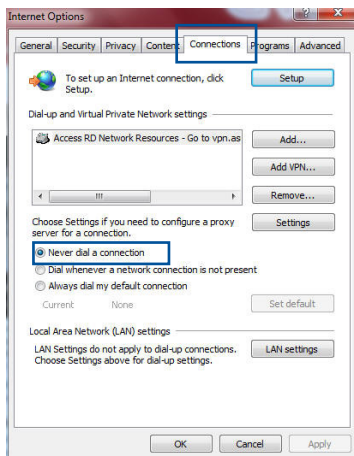 Internet Options
General Security Privacy Content Connections Programs Advanced
To set up an Internet connection, click
Setup.
Setup
Dial-up and Virtual Private Network settings
Access RD Network Resources - Go to vpn.as
Add...
Add VPN...
Remove...
Choose Settings if you need to configure a proxy
server for a connection.
Settings
Never dial a connection
Dial whenever a network connection is not present
Always dial my default connection
Current None
Set default
Local Area Network (LAN) settings
LAN Settings do not apply to dial-up connections.
Choose Settings above for dial-up settings.
LAN settings
OK Cancel Apply